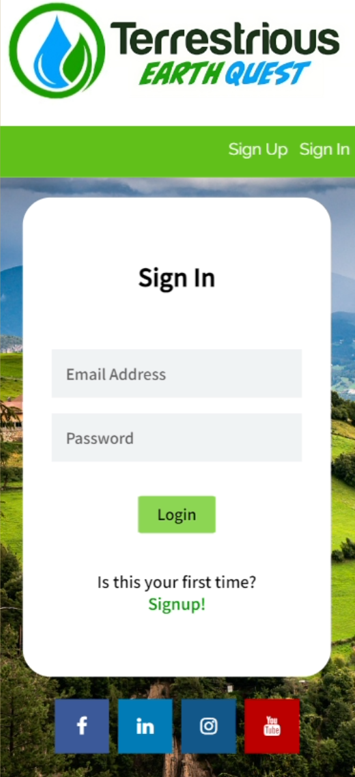 Terrestrious
EARTH QUEST
Sign Up Sign In
Sign In
Email Address
Password
Login
Is this your first time?
Signup!
f in You Tube